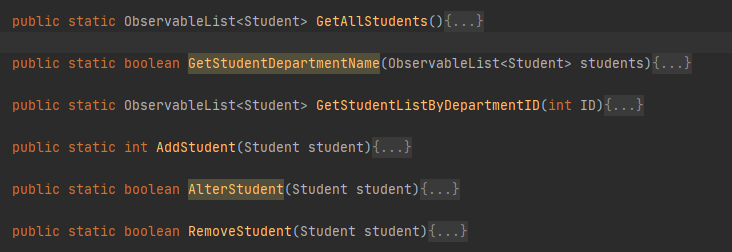 public static ObservableList<Student> GetAllStudents(){...}
public static boolean GetStudentDepartmentName(ObservableList<Student> students){...}
public static ObservableList<Student> GetStudentListByDepartmentID(int ID){...}
public static int AddStudent(Student student){...}
public static boolean AlterStudent(Student student){...}
public static boolean RemoveStudent(Student student){...}